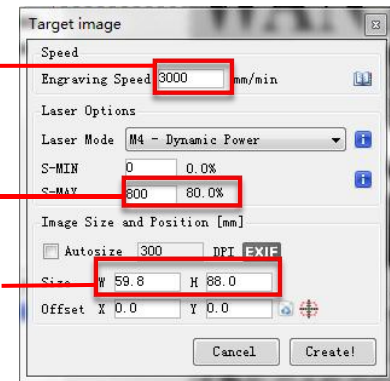 Target image
Speed
Engraving Speed 3000 mm/min
Laser Options
Laser Mode M4 - Dynamic Power
S-MIN 0 0.0%
S-MAX 800 80.0%
Image Size and Position [mm]
Autosize 300 DPI EXIF
Size W 59.8 H 88.0
Offset X 0.0 Y 0.0
Cancel Create!